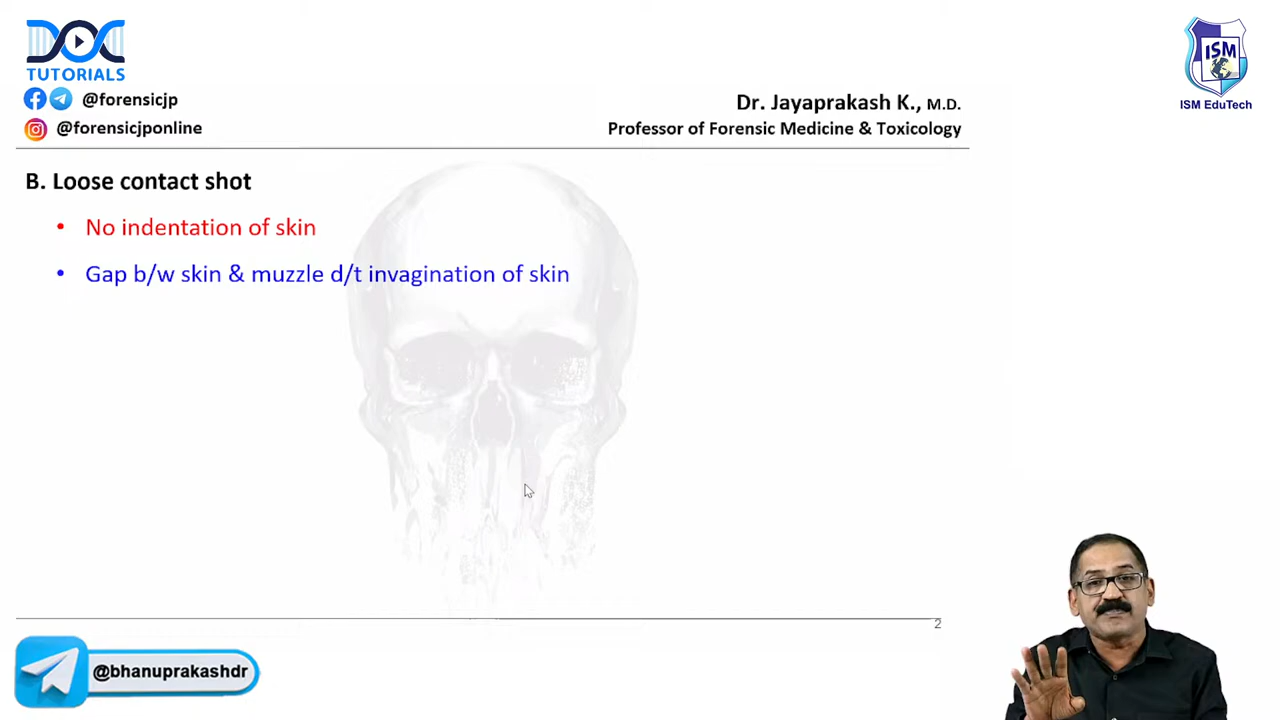 DOC
TUTORIALS
@forensicjp
@forensicjponline
ISM
ISM EduTech
Dr. Jayaprakash K., M.D.
Professor of Forensic Medicine & Toxicology
B. Loose contact shot
• No indentation of skin
• Gap b/w skin & muzzle d/t invagination of skin
2
@bhanuprakashdr